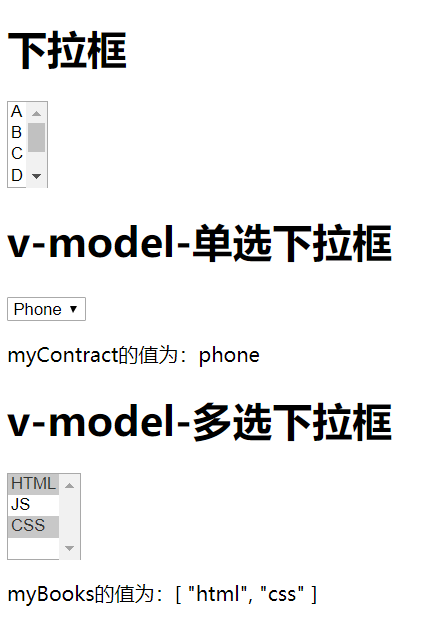 下拉框
A
B
C
D
v-model-单选下拉框
Phone
myContract的值为：phone
v-model-多选下拉框
HTML
JS
CSS
myBooks的值为：[ "html", "css" ]